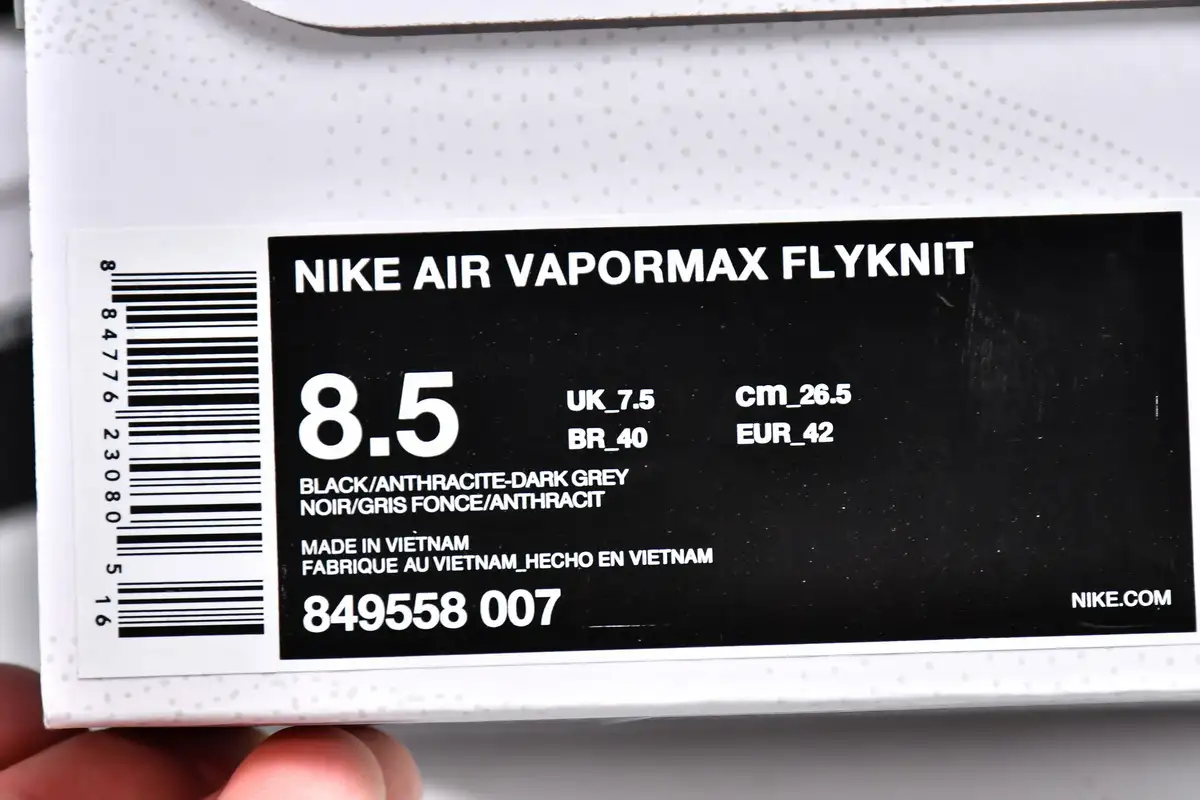 8 84776 23080 5 16
NIKE AIR VAPORMAX FLYKNIT
8.5
UK_7.5
cm_26.5
BR_40
EUR_42
BLACK/ANTHRACITE-DARK GREY
NOIR/GRIS FONCE/ANTHRACIT
MADE IN VIETNAM
FABRIQUE AU VIETNAM_HECHO EN VIETNAM
849558 007
NIKE.COM